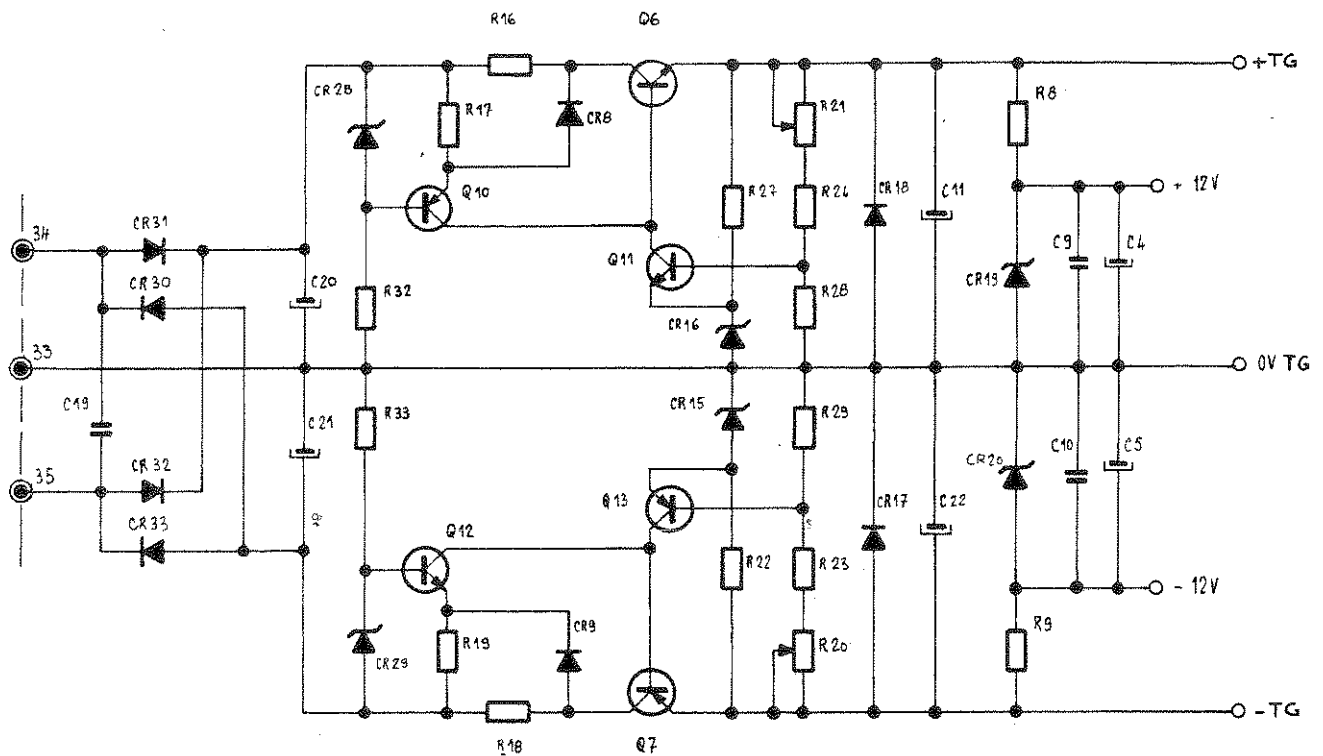 R16 Q6
+TG
CR28
R17
CR8
R21
R8
Q10
+ 12V
R27
R24
CR18
C11
34
CR31
C9
C4
Q11
CR30
CR19
C20
R32
R28
CR16
33
0V TG
CR15
R29
C19
R33
C21
CR32
C10
C5
35
CR20
Q13
CR17
C22
CR33
Q12
R22
R23
- 12V
R9
CR9
R19
R20
CR29
-TG
R18 Q7